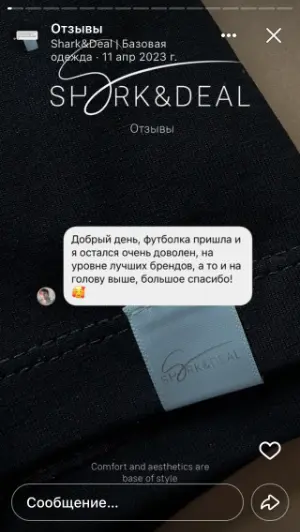 Отзывы
Shark&Deal | Базовая
одежда · 11 апр 2023 г.
SHARK&DEAL
Отзывы
Добрый день, футболка пришла и
я остался очень доволен, на
уровне лучших брендов, а то и на
голову выше, большое спасибо!
🥰
SHARK&DEAL
Comfort and aesthetics are
base of style
Сообщение...